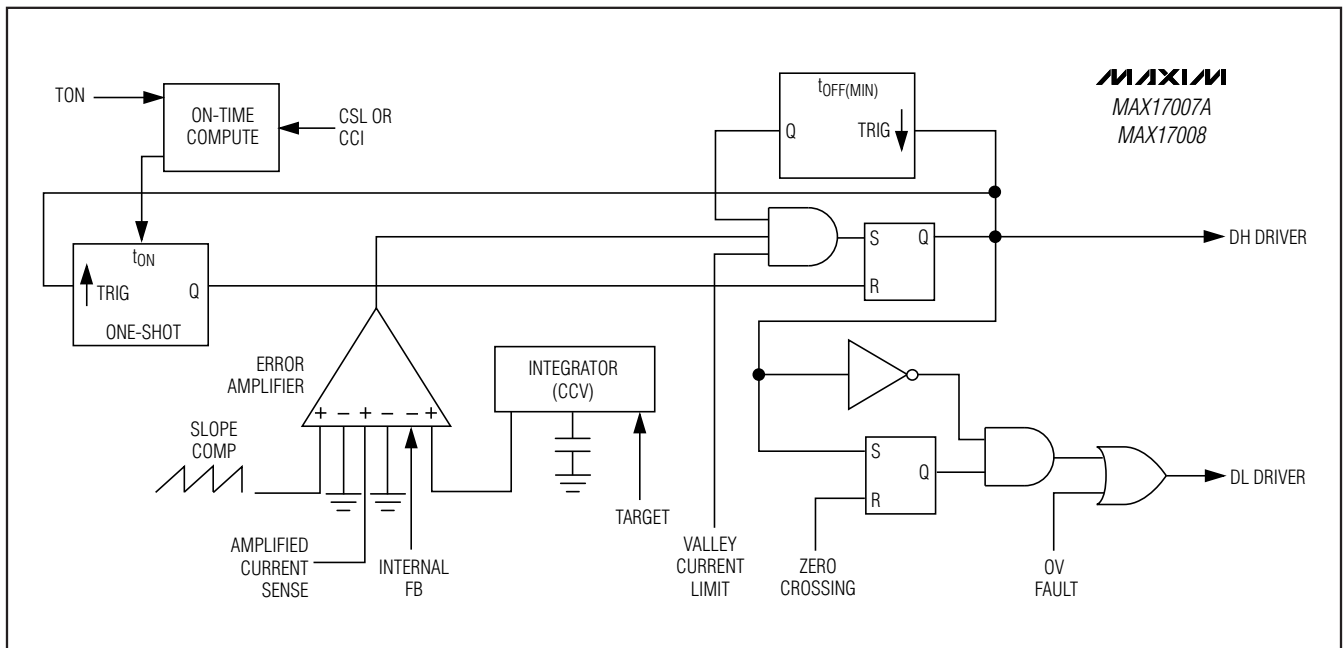 TON
ON-TIME
COMPUTE
CSL OR
CCI
tOFF(MIN)
Q
TRIG
MAXIM
MAX17007A
MAX17008
tON
TRIG
Q
ONE-SHOT
S
Q
R
DH DRIVER
ERROR
AMPLIFIER
+ – + – – +
INTEGRATOR
(CCV)
SLOPE
COMP
AMPLIFIED
CURRENT
SENSE
INTERNAL
FB
TARGET
VALLEY
CURRENT
LIMIT
S
Q
R
ZERO
CROSSING
OV
FAULT
DL DRIVER